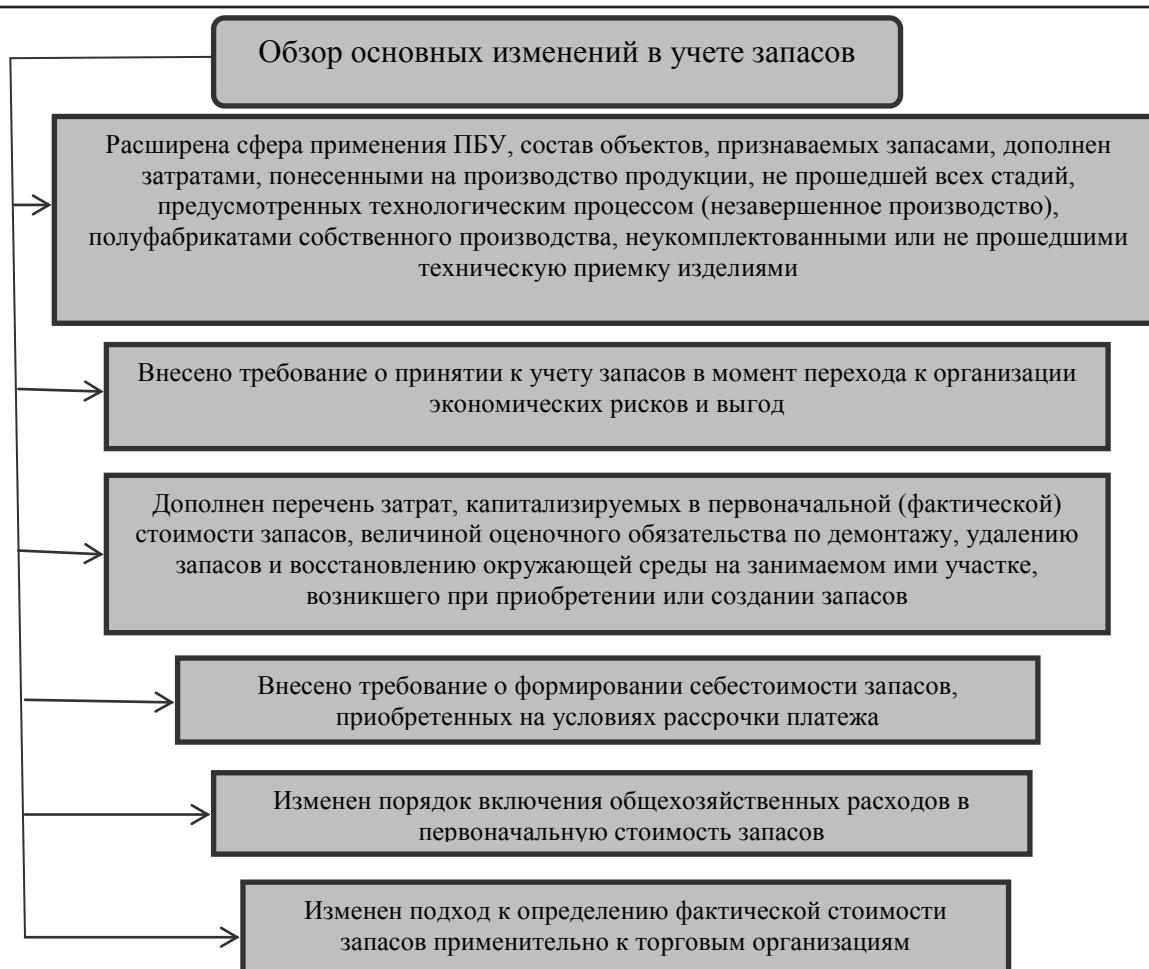 Обзор основных изменений в учете запасов
Расширена сфера применения ПБУ, состав объектов, признаваемых запасами, дополнен
затратами, понесенными на производство продукции, не прошедшей всех стадий,
предусмотренных технологическим процессом (незавершенное производство),
полуфабрикатами собственного производства, неукомплектованными или не прошедшими
техническую приемку изделиями
Внесено требование о принятии к учету запасов в момент перехода к организации
экономических рисков и выгод
Дополнен перечень затрат, капитализируемых в первоначальной (фактической)
стоимости запасов, величиной оценочного обязательства по демонтажу, удалению
запасов и восстановлению окружающей среды на занимаемом ими участке,
возникшего при приобретении или создании запасов
Внесено требование о формировании себестоимости запасов,
приобретенных на условиях рассрочки платежа
Изменен порядок включения общехозяйственных расходов в
первоначальную стоимость запасов
Изменен подход к определению фактической стоимости
запасов применительно к торговым организациям